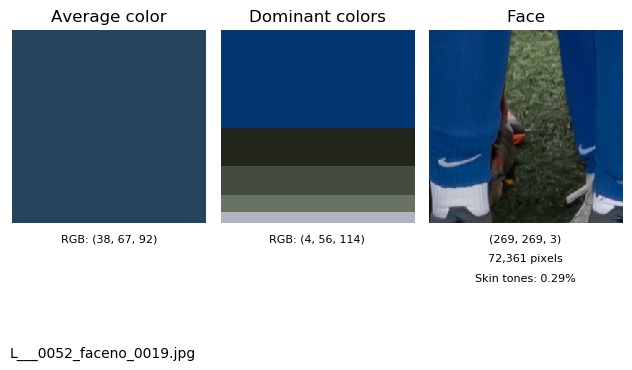 Average color
Dominant colors
Face
RGB: (38, 67, 92)
RGB: (4, 56, 114)
(269, 269, 3)
72,361 pixels
Skin tones: 0.29%
L___0052_faceno_0019.jpg